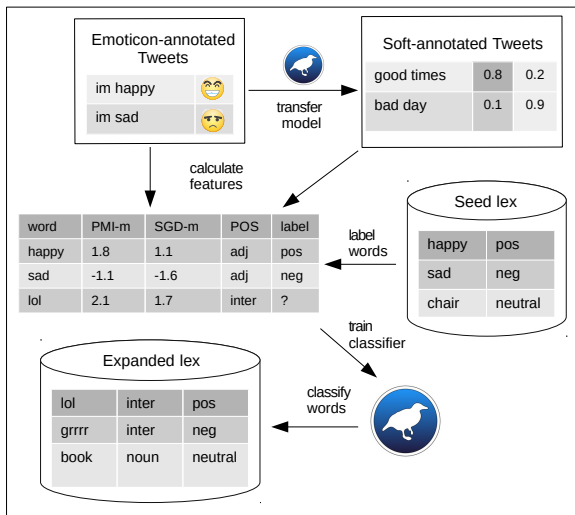 Emoticon-annotated
Tweets
im happy
im sad
transfer
model
Soft-annotated Tweets
good times 0.8 0.2
bad day 0.1 0.9
calculate
features
word PMI-m SGD-m POS label
happy 1.8 1.1 adj pos
sad -1.1 -1.6 adj neg
lol 2.1 1.7 inter ?
label
words
Seed lex
happy pos
sad neg
chair neutral
train
classifier
Expanded lex
lol inter pos
grrrr inter neg
book noun neutral
classify
words